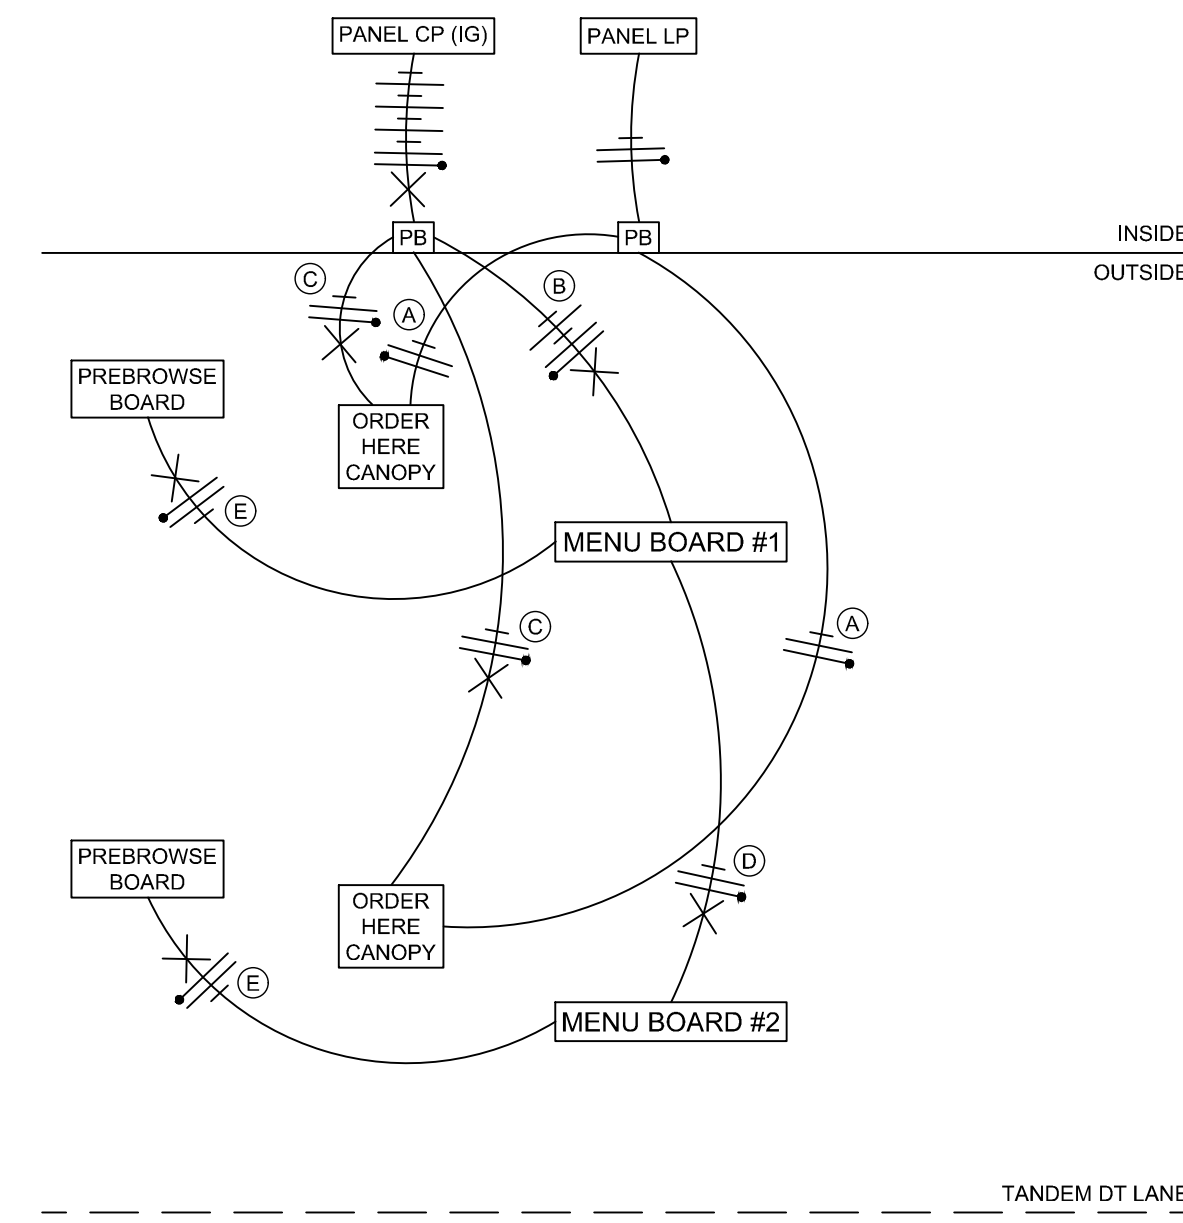 PANEL CP (IG)
PANEL LP
PB
PB
INSIDE
OUTSIDE
C
A
B
PREBROWSE
BOARD
ORDER
HERE
CANOPY
E
MENU BOARD #1
C
A
PREBROWSE
BOARD
D
ORDER
HERE
CANOPY
E
MENU BOARD #2
TANDEM DT LANE